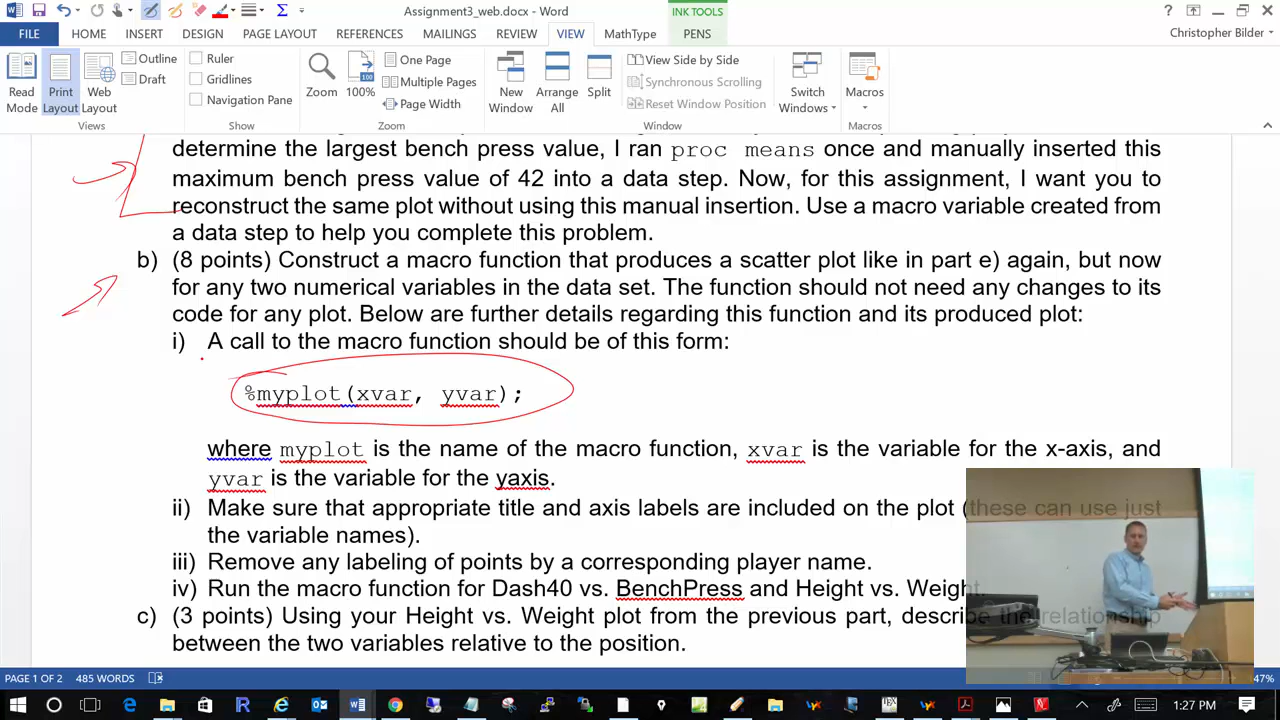 Assignment3_web.docx - Word
INK TOOLS
FILE HOME INSERT DESIGN PAGE LAYOUT REFERENCES MAILINGS REVIEW VIEW MathType PENS
Christopher Bilder
Read Mode
Print Layout
Web Layout
Outline
Draft
Views
Ruler
Gridlines
Navigation Pane
Show
Zoom
100%
One Page
Multiple Pages
Page Width
Zoom
New Window
Arrange All
Split
View Side by Side
Synchronous Scrolling
Reset Window Position
Window
Switch Windows
Macros
Macros
determine the largest bench press value, I ran proc means once and manually inserted this
maximum bench press value of 42 into a data step. Now, for this assignment, I want you to
reconstruct the same plot without using this manual insertion. Use a macro variable created from
a data step to help you complete this problem.
b) (8 points) Construct a macro function that produces a scatter plot like in part e) again, but now
for any two numerical variables in the data set. The function should not need any changes to its
code for any plot. Below are further details regarding this function and its produced plot:
i) A call to the macro function should be of this form:
%myplot(xvar, yvar);
where myplot is the name of the macro function, xvar is the variable for the x-axis, and
yvar is the variable for the yaxis.
ii) Make sure that appropriate title and axis labels are included on the plot (these can use just
the variable names).
iii) Remove any labeling of points by a corresponding player name.
iv) Run the macro function for Dash40 vs. BenchPress and Height vs. Weight.
c) (3 points) Using your Height vs. Weight plot from the previous part, describe the relationship
between the two variables relative to the position.
PAGE 1 OF 2 485 WORDS
47%
1:27 PM